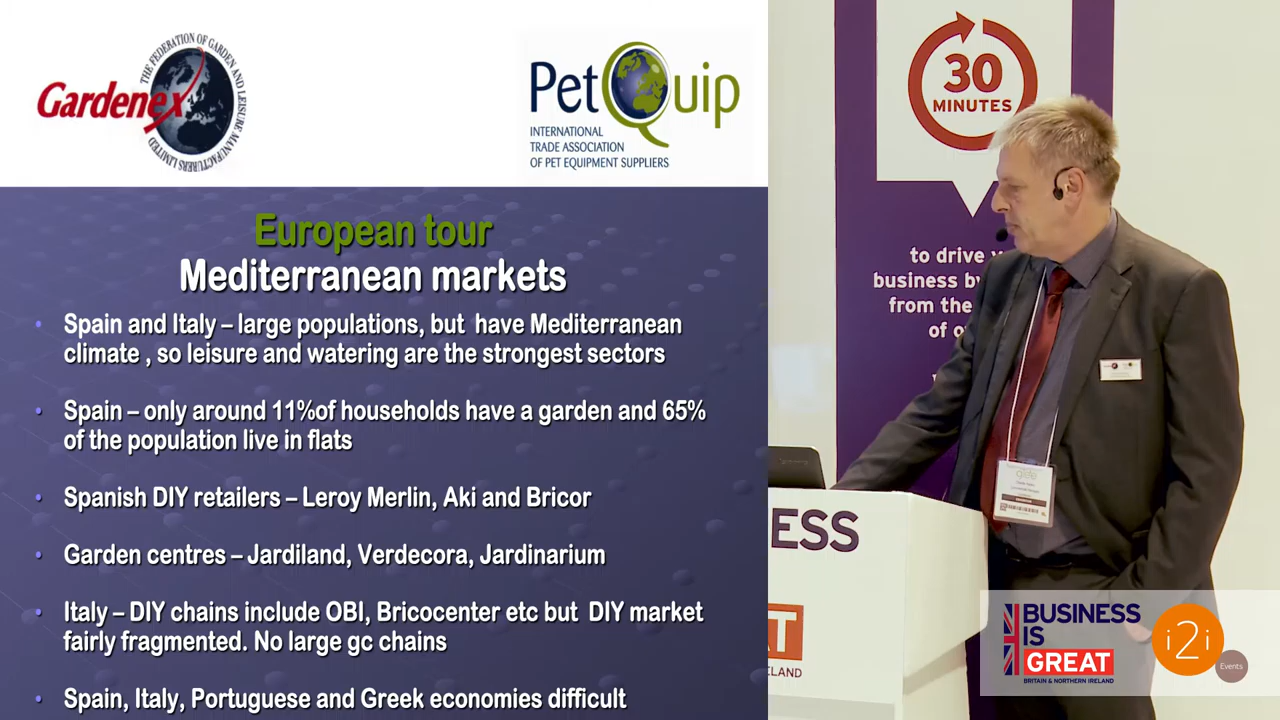 Gardenex
THE FEDERATION OF GARDEN AND LEISURE MANUFACTURERS LIMITED
PetQuip
INTERNATIONAL
TRADE ASSOCIATION
OF PET EQUIPMENT SUPPLIERS
European tour
Mediterranean markets
• Spain and Italy – large populations, but have Mediterranean
climate , so leisure and watering are the strongest sectors
• Spain – only around 11%of households have a garden and 65%
of the population live in flats
• Spanish DIY retailers – Leroy Merlin, Aki and Bricor
• Garden centres – Jardiland, Verdecora, Jardinarium
• Italy – DIY chains include OBI, Bricocenter etc but DIY market
fairly fragmented. No large gc chains
• Spain, Italy, Portuguese and Greek economies difficult
30
MINUTES
to drive
business
from the
of
glee
ESS
AT
ELAND
BUSINESS
IS
GREAT
BRITAIN & NORTHERN IRELAND
i2i
Events